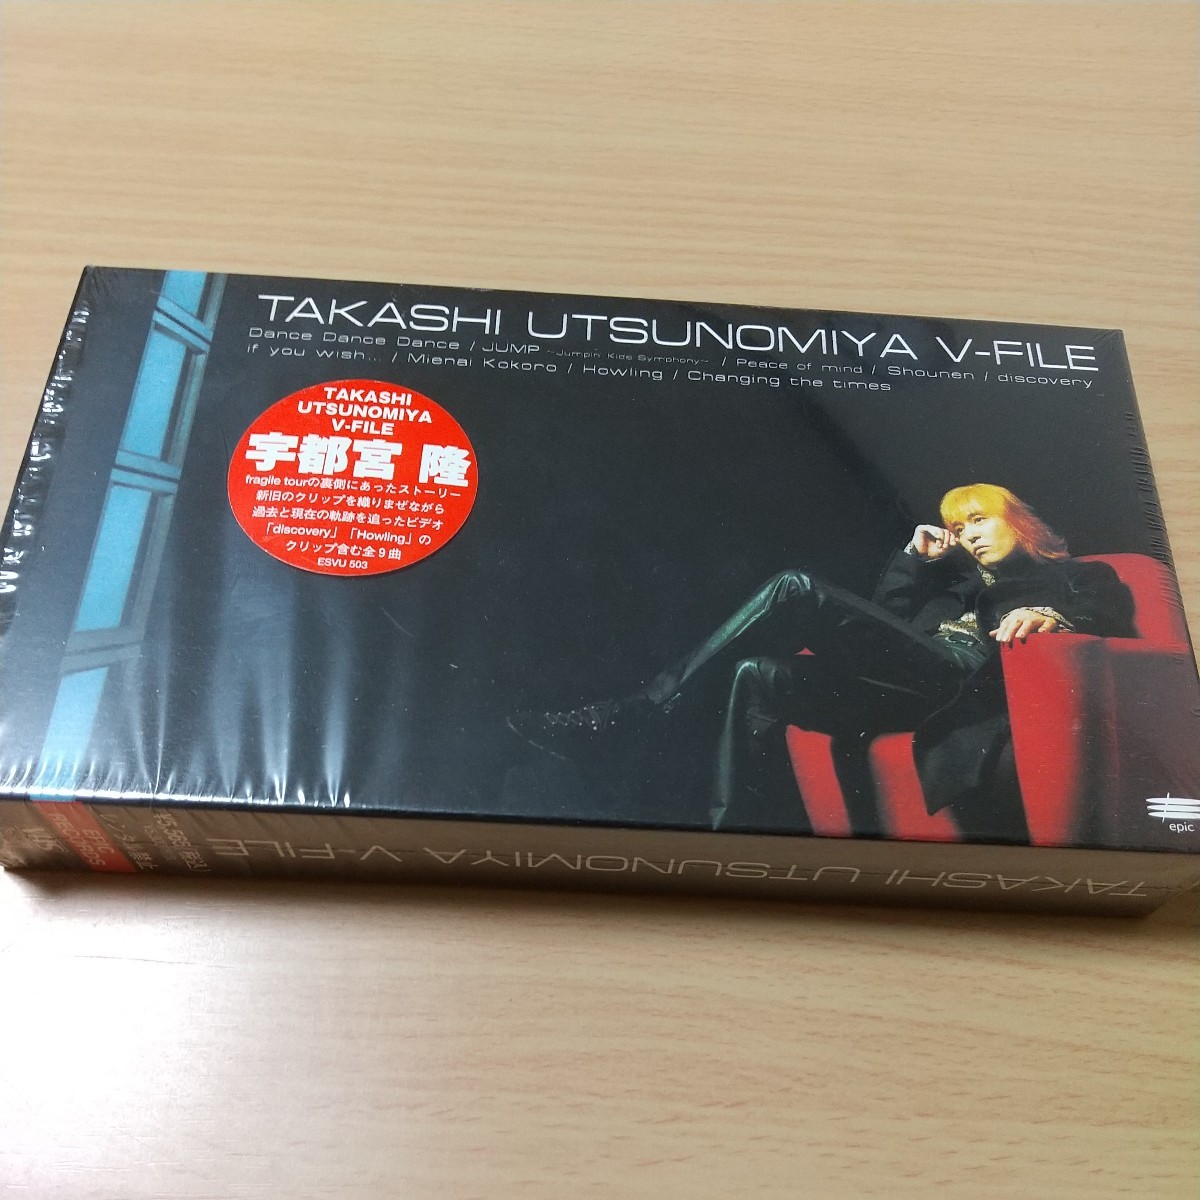 TAKASHI UTSUNOMIYA V-FILE
Dance Dance Dance / JUMP ~Jumpin' Kids Symphony~ / Peace of mind / Shounen / discovery
if you wish... / Mienai Kokoro / Howling / Changing the times
TAKASHI
UTSUNOMIYA
V-FILE
宇都宮 隆
fragile tourの裏側にあったストーリー
新旧のクリップを織りまぜながら
過去と現在の軌跡を追ったビデオ
「discovery」「Howling」の
クリップ含む全9曲
ESVU 503
epic
TAKASHI UTSUNOMIYA V-FILE
EPIC
RECORDS
VHS